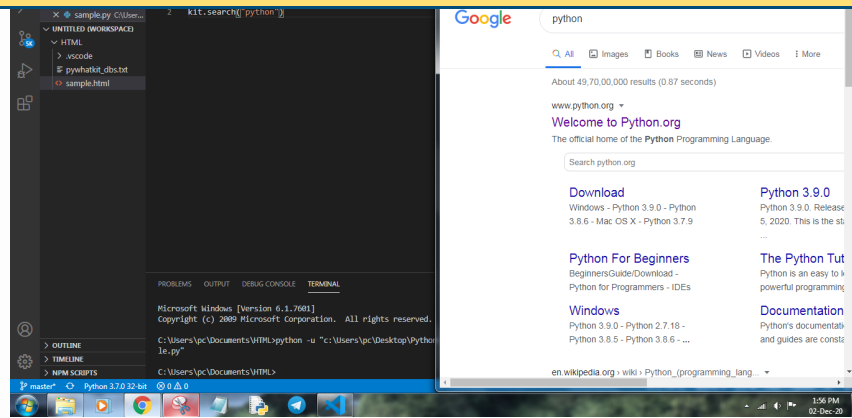 sample.py C:\User...
2 kit.search("python")
UNTITLED (WORKSPACE)
HTML
.vscode
pywhatkit_dbs.txt
sample.html
SK
OUTLINE
TIMELINE
NPM SCRIPTS
PROBLEMS OUTPUT DEBUG CONSOLE TERMINAL
Microsoft Windows [Version 6.1.7601]
Copyright (c) 2009 Microsoft Corporation. All rights reserved.
C:\Users\pc\Documents\HTML>python -u "c:\Users\pc\Desktop\Python
le.py"
C:\Users\pc\Documents\HTML>
master* Python 3.7.0 32-bit 0 0
Google
python
All Images Books News Videos More
About 49,70,00,000 results (0.87 seconds)
www.python.org
Welcome to Python.org
The official home of the Python Programming Language.
Search python.org
Download
Windows - Python 3.9.0 - Python
3.8.6 - Mac OS X - Python 3.7.9
Python 3.9.0
Python 3.9.0. Release
5, 2020. This is the sta
...
Python For Beginners
BeginnersGuide/Download -
Python for Programmers - IDEs
The Python Tut
Python is an easy to l
powerful programming
Windows
Python 3.9.0 - Python 2.7.18 -
Python 3.8.5 - Python 3.8.6 - ...
Documentation
Python's documentati
and guides are consta
en.wikipedia.org › wiki › Python_(programming_lang...
1:56 PM
02-Dec-20